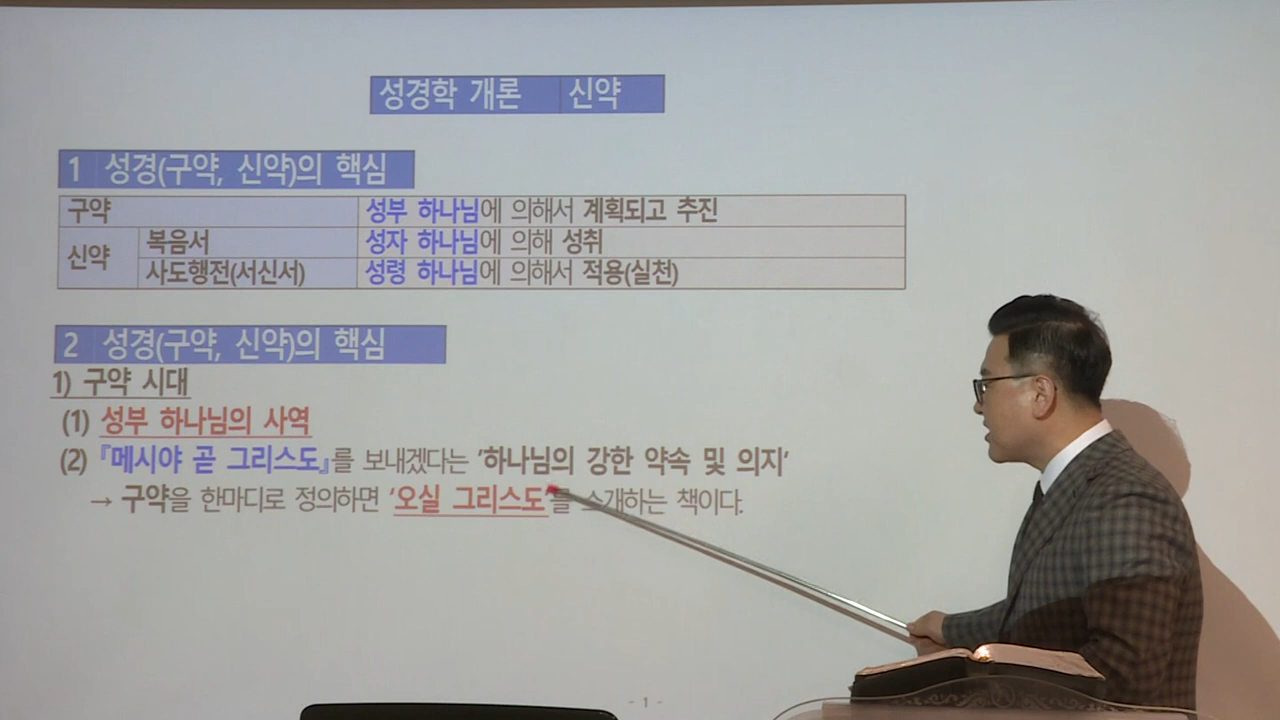 성경학 개론 신약
1 성경(구약, 신약)의 핵심
구약 성부 하나님에 의해서 계획되고 추진
신약 복음서 성자 하나님에 의해 성취
사도행전(서신서) 성령 하나님에 의해서 적용(실천)
2 성경(구약, 신약)의 핵심
1) 구약 시대
(1) 성부 하나님의 사역
(2) 『메시야 곧 그리스도』를 보내겠다는 '하나님의 강한 약속 및 의지'
→ 구약을 한마디로 정의하면 '오실 그리스도'를 소개하는 책이다.
- 1 -